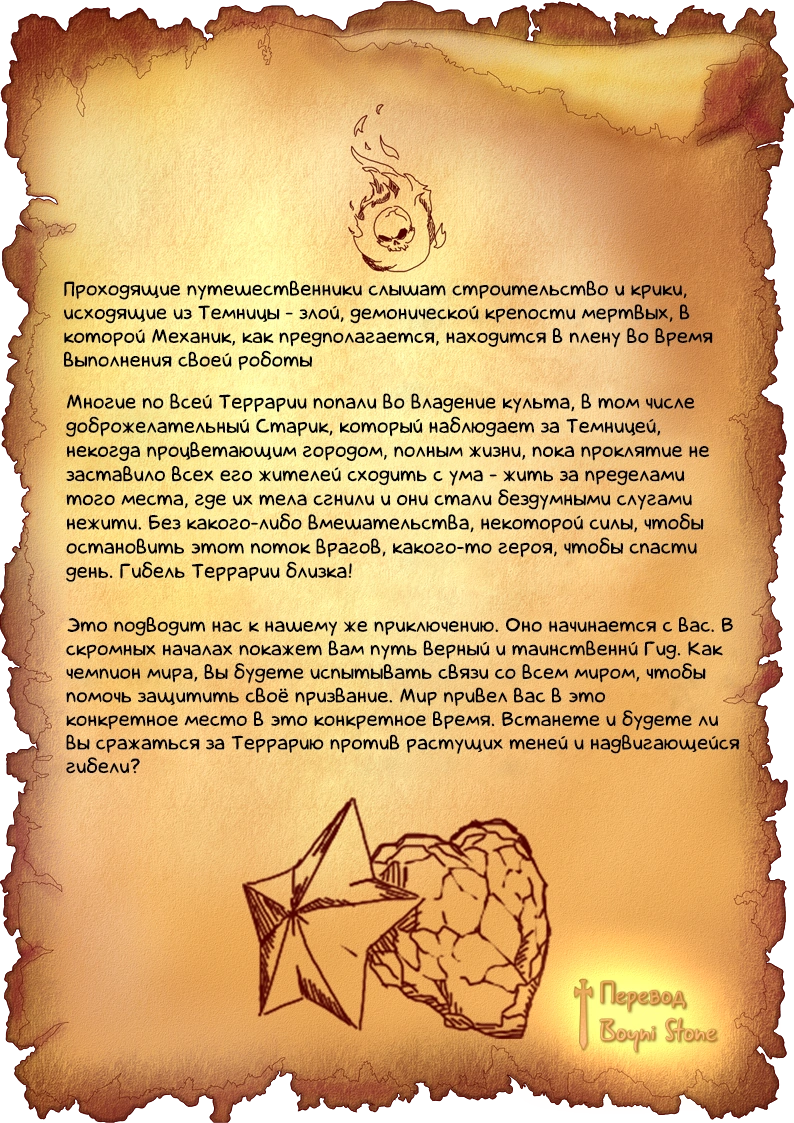 Проходящие путешественники слышат строительство и крики,
исходящие из Темницы - злой, демонической крепости мертвых, в
которой Механик, как предполагается, находится в плену во время
выполнения своей роботы
Многие по всей Террарии попали во владение культа, в том числе
доброжелательный Старик, который наблюдает за Темницей,
некогда процветающим городом, полным жизни, пока проклятие не
заставило всех его жителей сходить с ума - жить за пределами
того места, где их тела сгнили и они стали бездумными слугами
нежити. Без какого-либо вмешательства, некоторой силы, чтобы
остановить этот поток врагов, какого-то героя, чтобы спасти
день. Гибель Террарии близка!
Это подводит нас к нашему же приключению. Оно начинается с вас. В
скромных началах покажет вам путь верный и таинственнй Гид. Как
чемпион мира, вы будете испытывать связи со всем миром, чтобы
помочь защитить своё призвание. Мир привел вас в это
конкретное место в это конкретное время. Встанете и будете ли
вы сражаться за Террарию против растущих теней и надвигающейся
гибели?
Перевод
Boyni Stone